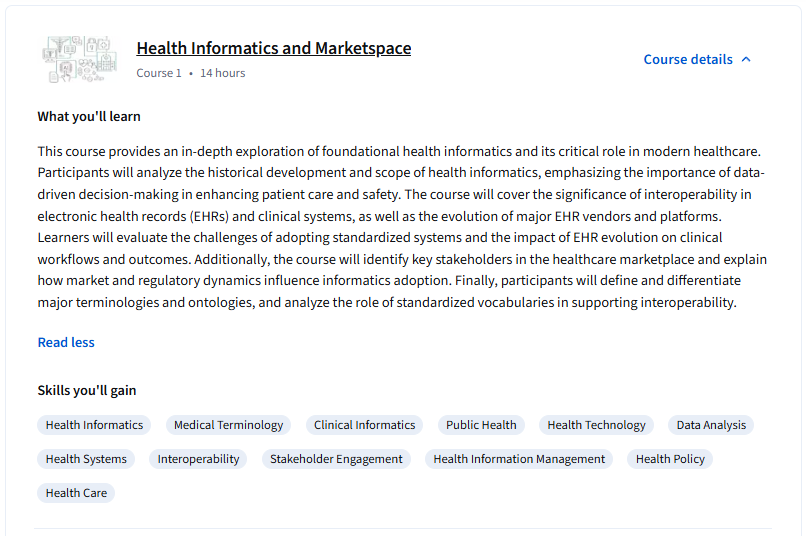 Health Informatics and Marketspace
Course details
Course 1 • 14 hours
What you'll learn
This course provides an in-depth exploration of foundational health informatics and its critical role in modern healthcare.
Participants will analyze the historical development and scope of health informatics, emphasizing the importance of data-
driven decision-making in enhancing patient care and safety. The course will cover the significance of interoperability in
electronic health records (EHRs) and clinical systems, as well as the evolution of major EHR vendors and platforms.
Learners will evaluate the challenges of adopting standardized systems and the impact of EHR evolution on clinical
workflows and outcomes. Additionally, the course will identify key stakeholders in the healthcare marketplace and explain
how market and regulatory dynamics influence informatics adoption. Finally, participants will define and differentiate
major terminologies and ontologies, and analyze the role of standardized vocabularies in supporting interoperability.
Read less
Skills you'll gain
Health Informatics Medical Terminology Clinical Informatics Public Health Health Technology Data Analysis
Health Systems Interoperability Stakeholder Engagement Health Information Management Health Policy
Health Care